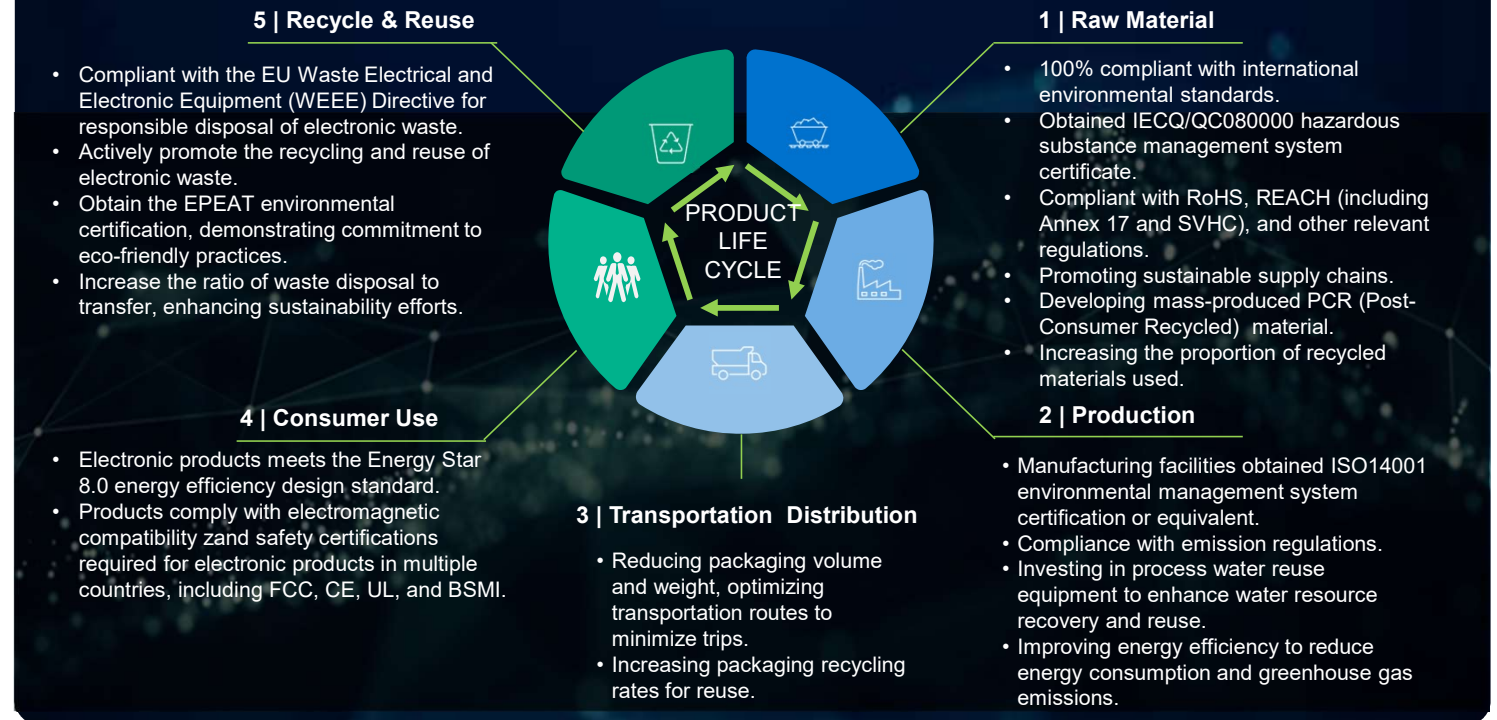 5 | Recycle & Reuse
• Compliant with the EU Waste Electrical and
Electronic Equipment (WEEE) Directive for
responsible disposal of electronic waste.
• Actively promote the recycling and reuse of
electronic waste.
• Obtain the EPEAT environmental
certification, demonstrating commitment to
eco-friendly practices.
• Increase the ratio of waste disposal to
transfer, enhancing sustainability efforts.
1 | Raw Material
• 100% compliant with international
environmental standards.
• Obtained IECQ/QC080000 hazardous
substance management system
certificate.
• Compliant with RoHS, REACH (including
Annex 17 and SVHC), and other relevant
regulations.
• Promoting sustainable supply chains.
• Developing mass-produced PCR (Post-
Consumer Recycled) material.
• Increasing the proportion of recycled
materials used.
PRODUCT
LIFE
CYCLE
4 | Consumer Use
• Electronic products meets the Energy Star
8.0 energy efficiency design standard.
• Products comply with electromagnetic
compatibility zand safety certifications
required for electronic products in multiple
countries, including FCC, CE, UL, and BSMI.
3 | Transportation Distribution
• Reducing packaging volume
and weight, optimizing
transportation routes to
minimize trips.
• Increasing packaging recycling
rates for reuse.
2 | Production
• Manufacturing facilities obtained ISO14001
environmental management system
certification or equivalent.
• Compliance with emission regulations.
• Investing in process water reuse
equipment to enhance water resource
recovery and reuse.
• Improving energy efficiency to reduce
energy consumption and greenhouse gas
emissions.